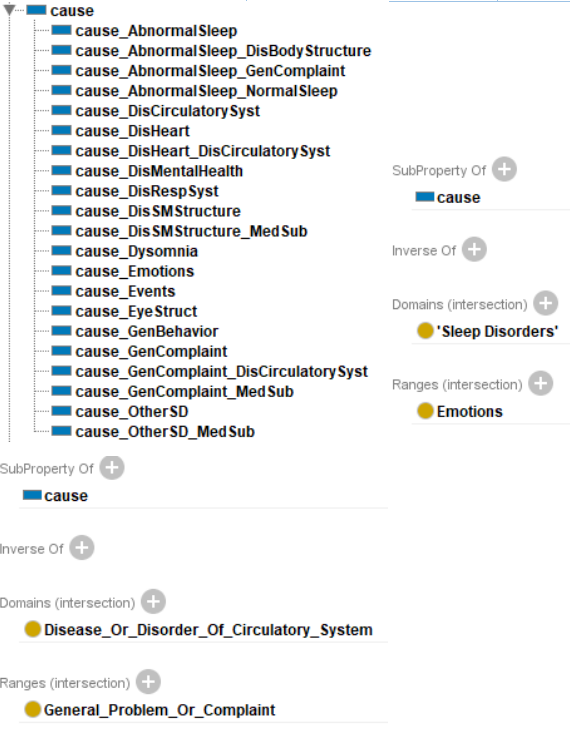 cause
cause_AbnormalSleep
cause_AbnormalSleep_DisBodyStructure
cause_AbnormalSleep_GenComplaint
cause_AbnormalSleep_NormalSleep
cause_DisCirculatorySyst
cause_DisHeart
cause_DisHeart_DisCirculatorySyst
cause_DisMentalHealth
cause_DisRespSyst
cause_DisSMStructure
cause_DisSMStructure_MedSub
cause_Dysomnia
cause_Emotions
cause_Events
cause_EyeStruct
cause_GenBehavior
cause_GenComplaint
cause_GenComplaint_DisCirculatorySyst
cause_GenComplaint_MedSub
cause_OtherSD
cause_OtherSD_MedSub
SubProperty Of
cause
Inverse Of
Domains (intersection)
'Sleep Disorders'
Ranges (intersection)
Emotions
SubProperty Of
cause
Inverse Of
Domains (intersection)
Disease_Or_Disorder_Of_Circulatory_System
Ranges (intersection)
General_Problem_Or_Complaint